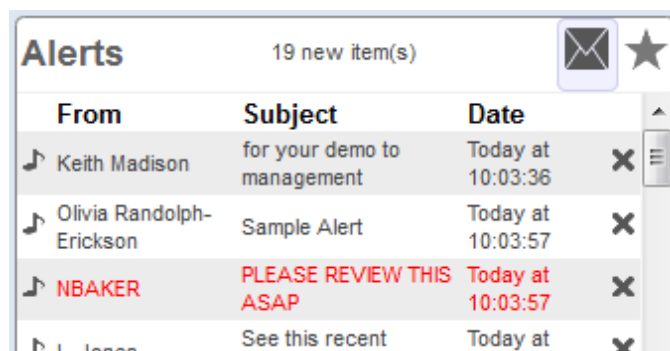 Alerts 19 new item(s)
From Subject Date
Keith Madison for your demo to management Today at 10:03:36
Olivia Randolph-Erickson Sample Alert Today at 10:03:57
NBAKER PLEASE REVIEW THIS ASAP Today at 10:03:57
See this recent Today at